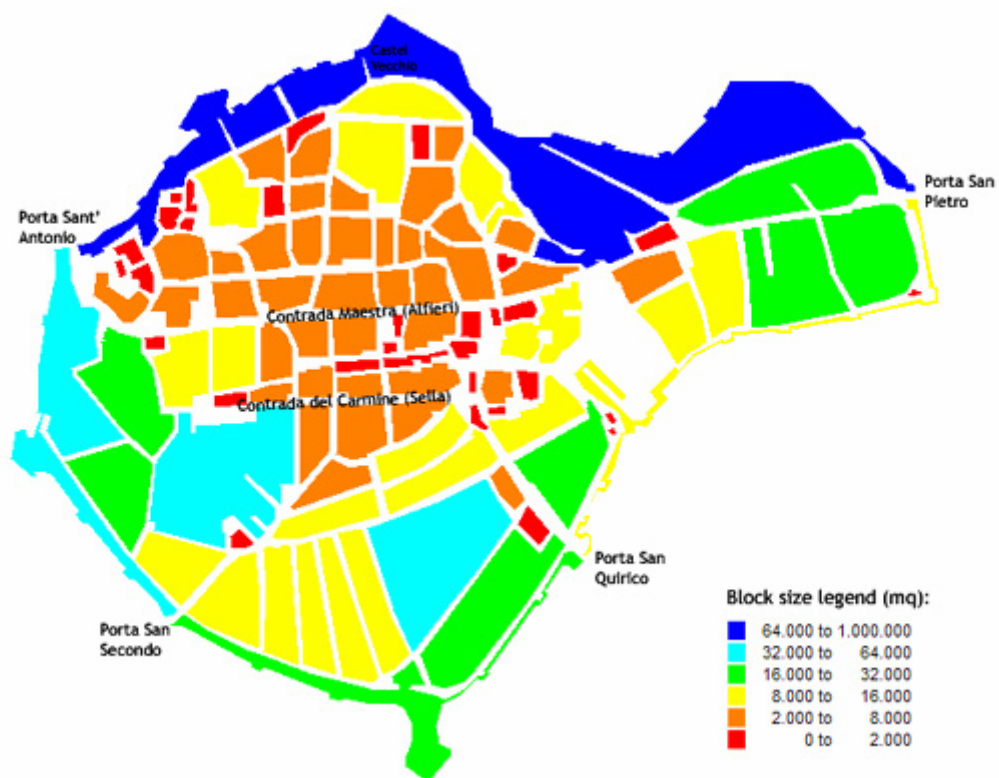 Castel
Vecchio
Porta San
Pietro
Porta Sant'
Antonio
Contrada Maestra (Alfieri)
Contrada del Carmine (Sella)
Porta San
Quirico
Porta San
Secondo
Block size legend (mq):
64.000 to 1.000.000
32.000 to 64.000
16.000 to 32.000
8.000 to 16.000
2.000 to 8.000
0 to 2.000